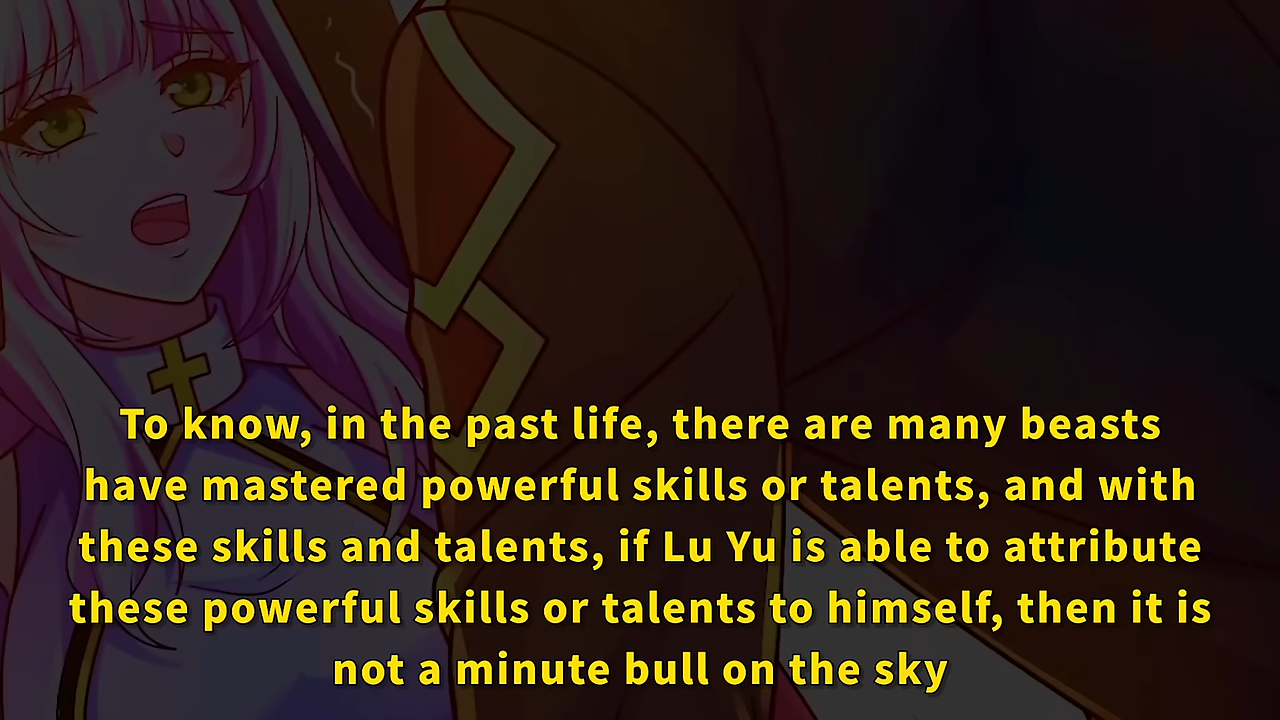 To know, in the past life, there are many beasts
have mastered powerful skills or talents, and with
these skills and talents, if Lu Yu is able to attribute
these powerful skills or talents to himself, then it is
not a minute bull on the sky